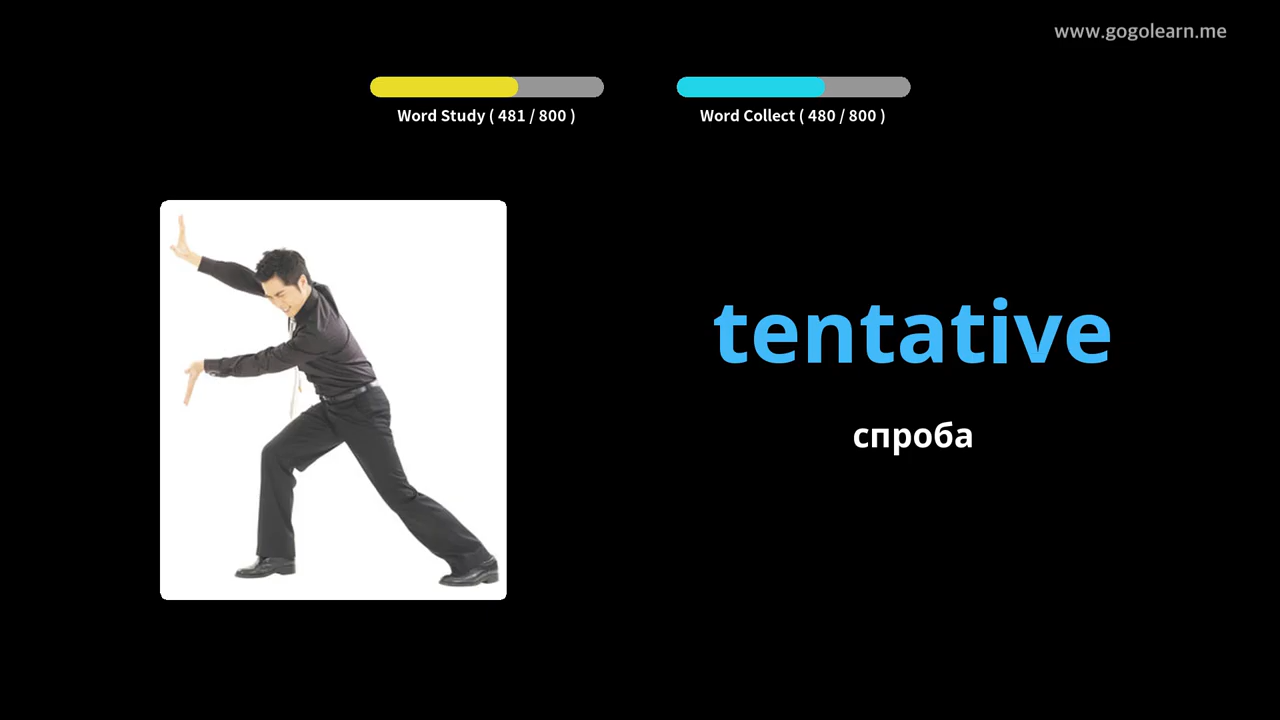 www.gogolearn.me
Word Study ( 481 / 800 )
Word Collect ( 480 / 800 )
tentative
спроба